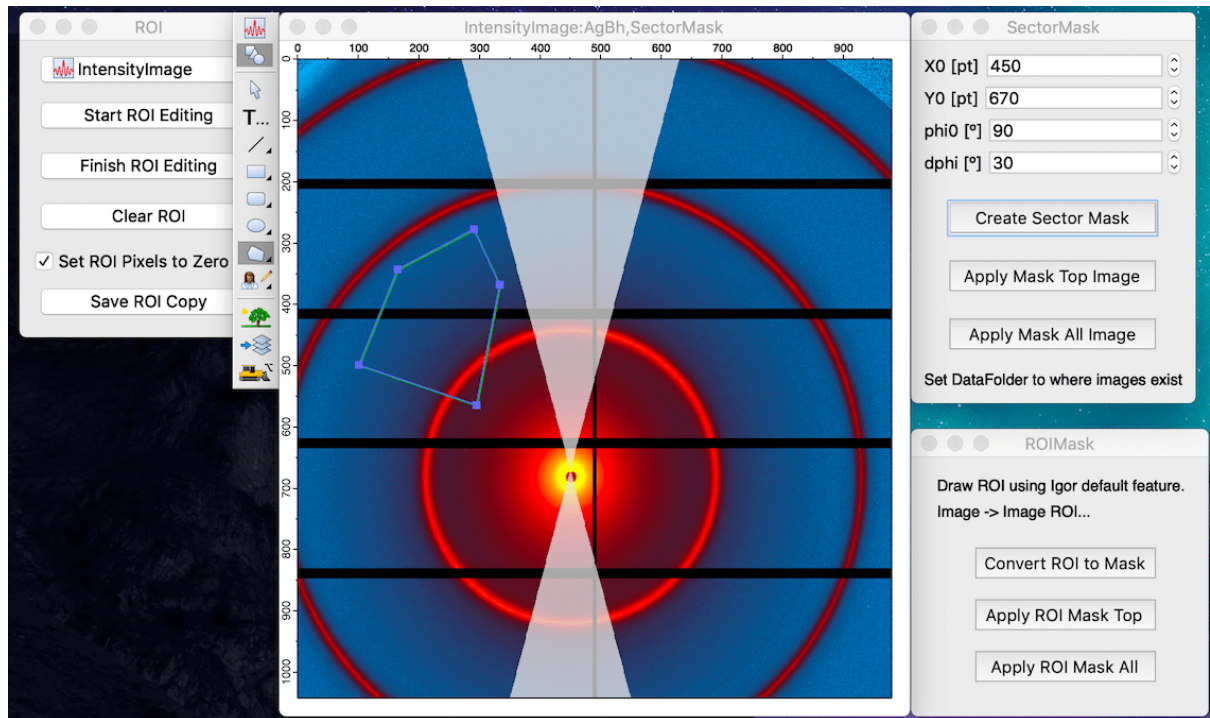 ROI
IntensityImage
Start ROI Editing
Finish ROI Editing
Clear ROI
Set ROI Pixels to Zero
Save ROI Copy
T...
IntensityImage:AgBh,SectorMask
0 100 200 300 400 500 600 700 800 900
0
100
200
300
400
500
600
700
800
900
1000
SectorMask
X0 [pt] 450
Y0 [pt] 670
phi0 [º] 90
dphi [º] 30
Create Sector Mask
Apply Mask Top Image
Apply Mask All Image
Set DataFolder to where images exist
ROIMask
Draw ROI using Igor default feature.
Image -> Image ROI...
Convert ROI to Mask
Apply ROI Mask Top
Apply ROI Mask All